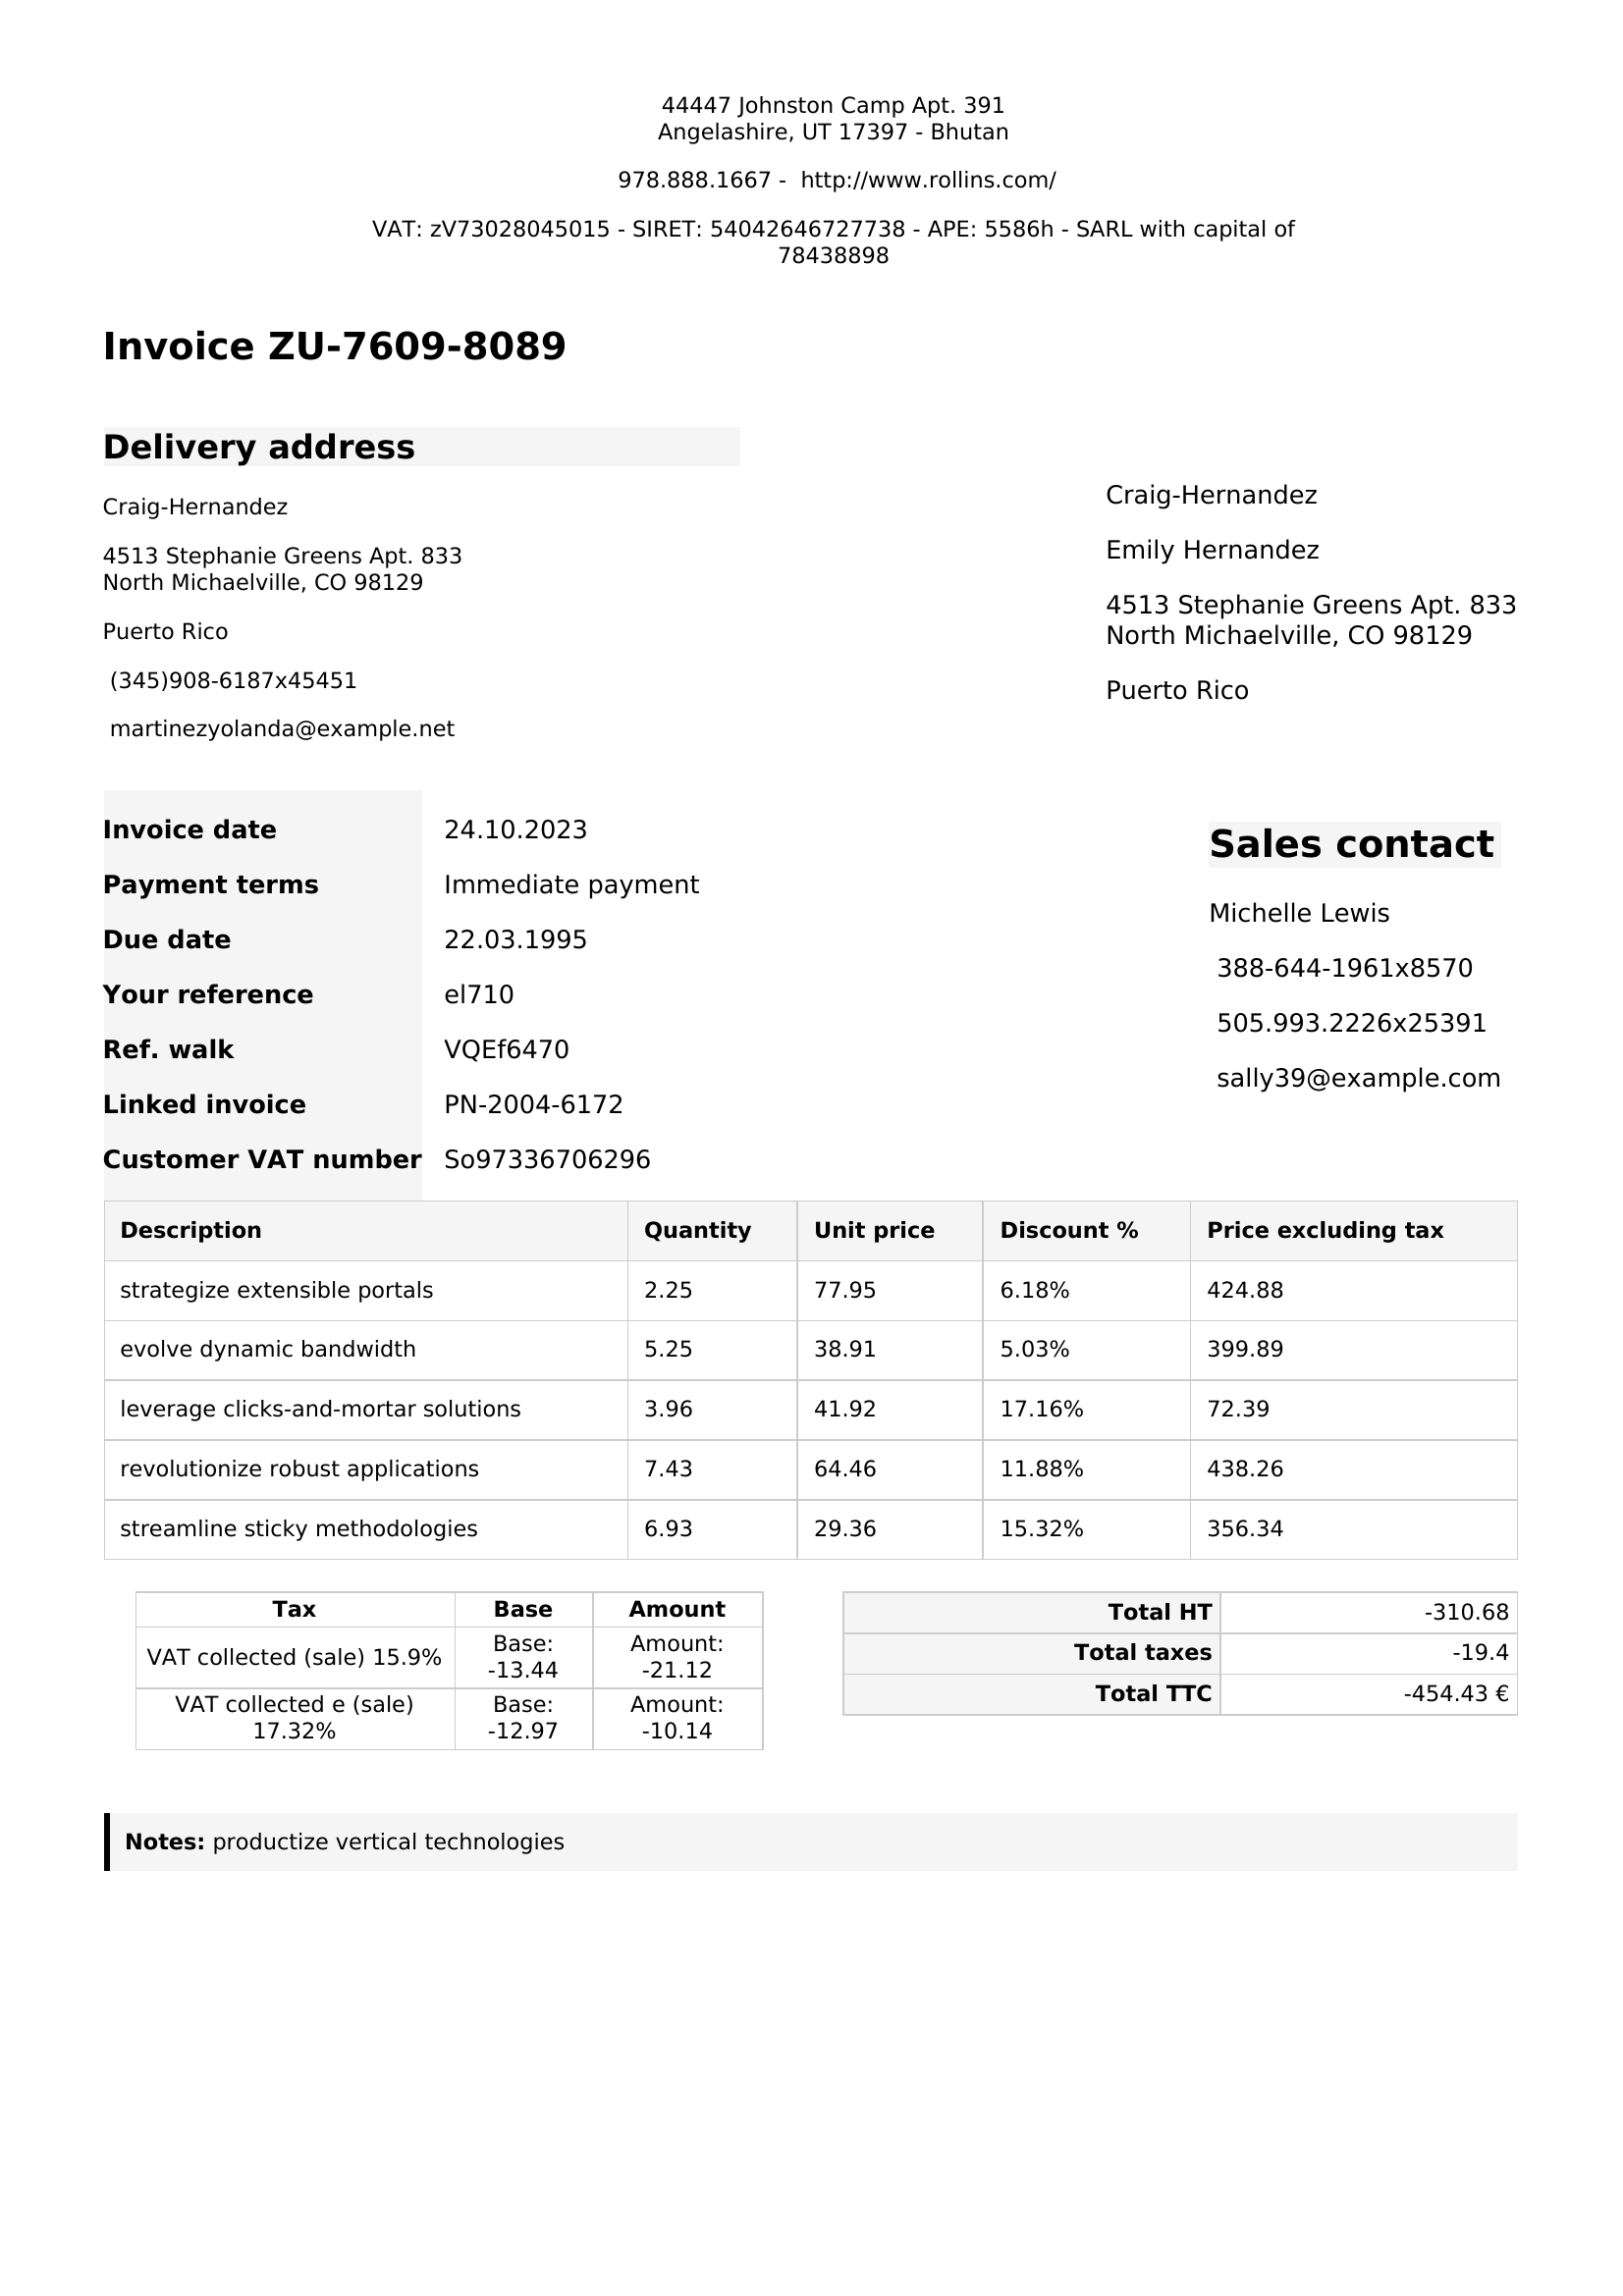 44447 Johnston Camp Apt. 391
Angelashire, UT 17397 - Bhutan
978.888.1667 -  http://www.rollins.com/
VAT: zV73028045015 - SIRET: 54042646727738 - APE: 5586h - SARL with capital of
78438898
Invoice ZU-7609-8089
Delivery address
Craig-Hernandez
4513 Stephanie Greens Apt. 833
North Michaelville, CO 98129
Puerto Rico
(345)908-6187x45451
martinezyolanda@example.net
Craig-Hernandez
Emily Hernandez
4513 Stephanie Greens Apt. 833
North Michaelville, CO 98129
Puerto Rico
Invoice date 24.10.2023
Payment terms Immediate payment
Due date 22.03.1995
Your reference el710
Ref. walk VQEf6470
Linked invoice PN-2004-6172
Customer VAT number So97336706296
Sales contact
Michelle Lewis
388-644-1961x8570
505.993.2226x25391
sally39@example.com
Description Quantity Unit price Discount % Price excluding tax
strategize extensible portals 2.25 77.95 6.18% 424.88
evolve dynamic bandwidth 5.25 38.91 5.03% 399.89
leverage clicks-and-mortar solutions 3.96 41.92 17.16% 72.39
revolutionize robust applications 7.43 64.46 11.88% 438.26
streamline sticky methodologies 6.93 29.36 15.32% 356.34
Tax Base Amount
VAT collected (sale) 15.9% Base: -13.44 Amount: -21.12
VAT collected e (sale) 17.32% Base: -12.97 Amount: -10.14
Total HT -310.68
Total taxes -19.4
Total TTC -454.43 €
Notes: productize vertical technologies